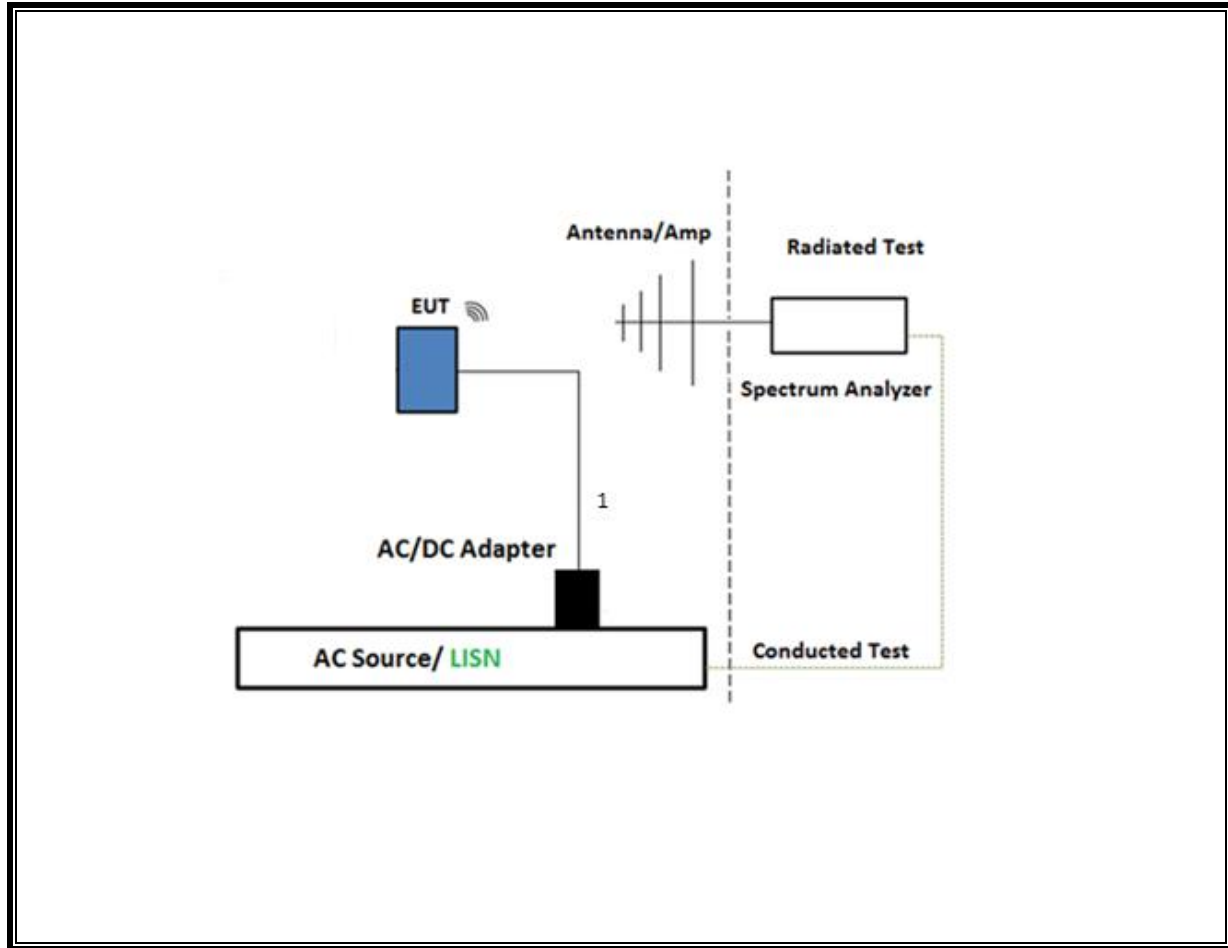 Antenna/Amp
Radiated Test
EUT
Spectrum Analyzer
1
AC/DC Adapter
AC Source/ LISN
Conducted Test